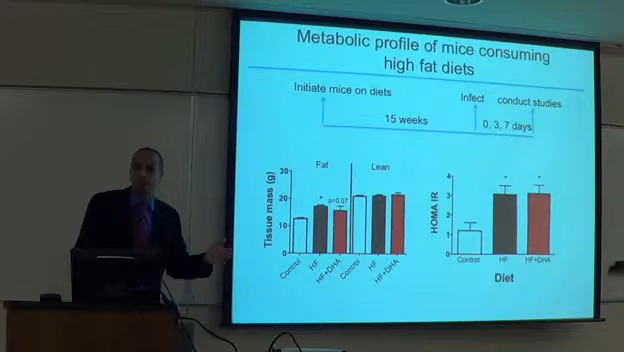 Metabolic profile of mice consuming
high fat diets
Initiate mice on diets
Infect
conduct studies
15 weeks
0, 3, 7 days
Fat
Lean
Tissue mass (g)
30
20
10
0
*
p=0.07
Control
HF
HF+DHA
Control
HF
HF+DHA
HOMA IR
4
3
2
1
0
*
*
Control
HF
HF+DHA
Diet